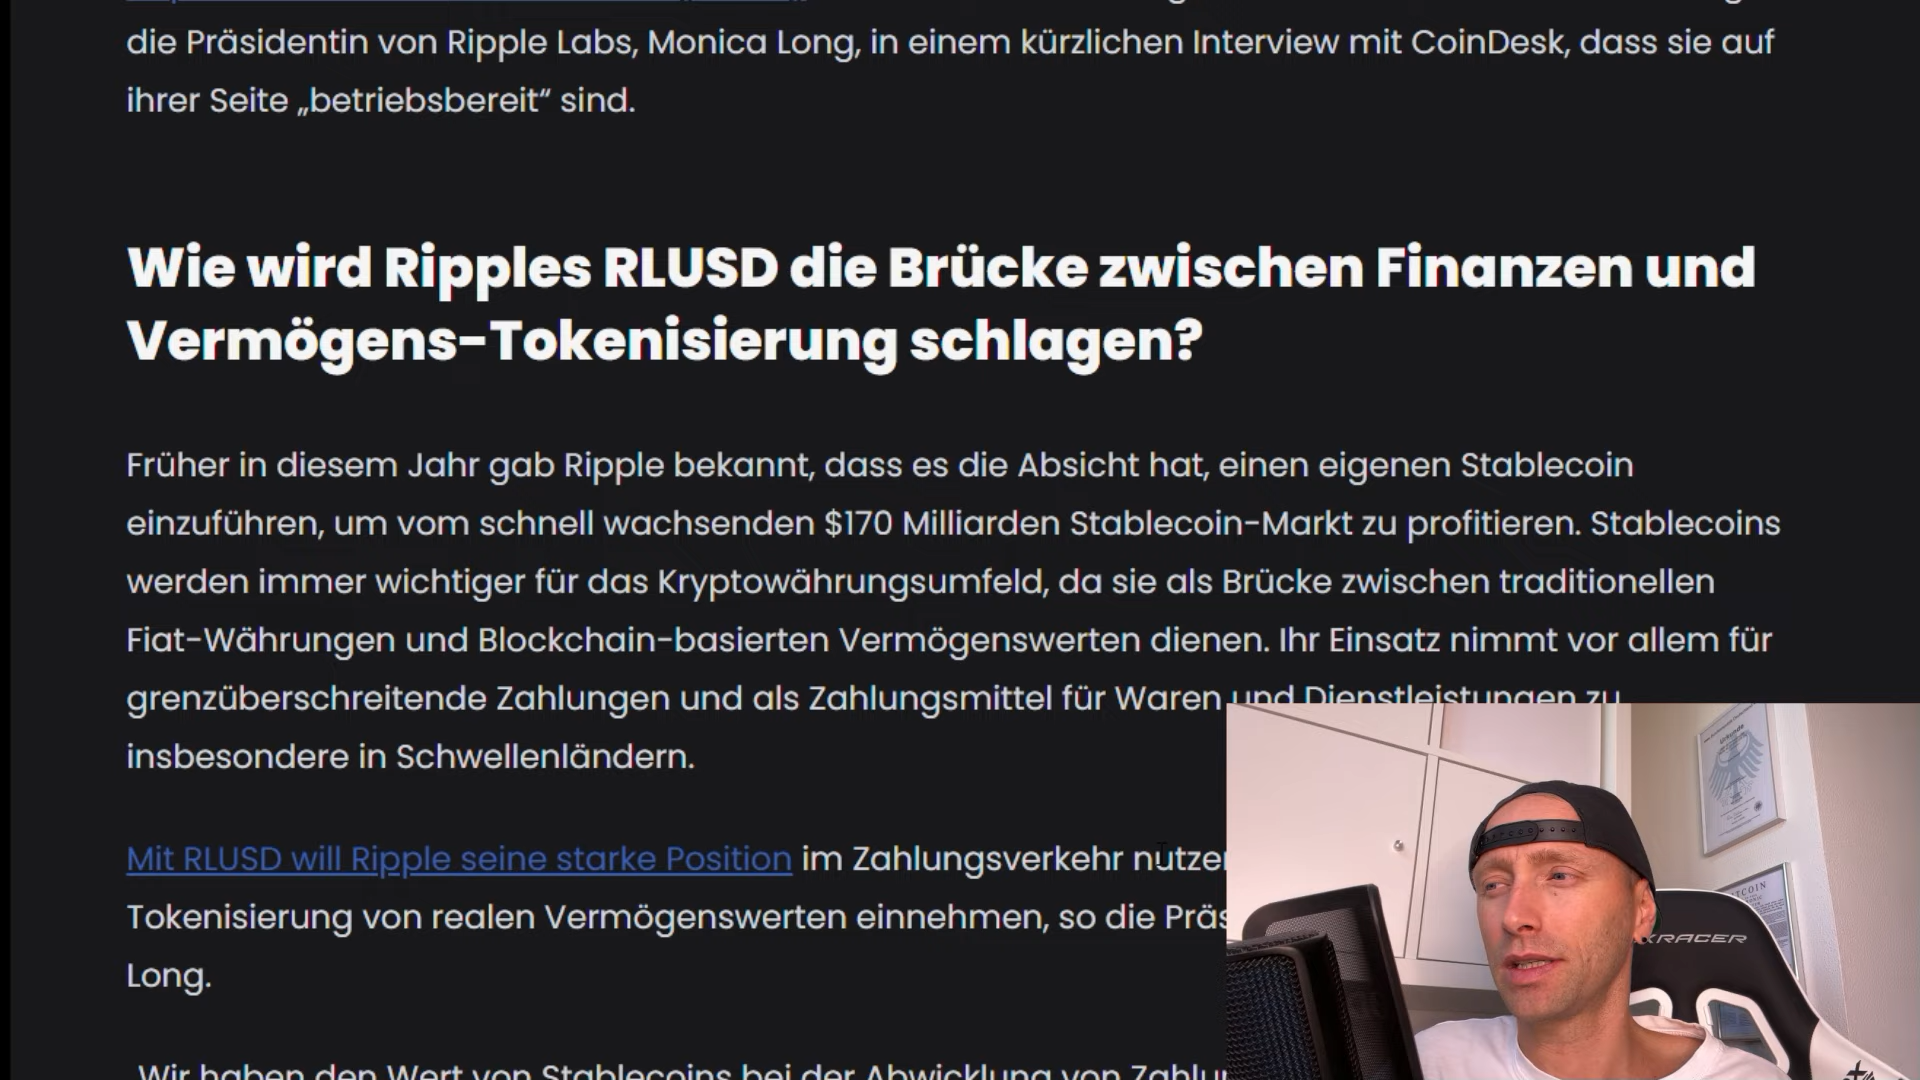 die Präsidentin von Ripple Labs, Monica Long, in einem kürzlichen Interview mit CoinDesk, dass sie auf
ihrer Seite „betriebsbereit“ sind.
Wie wird Ripples RLUSD die Brücke zwischen Finanzen und
Vermögens-Tokenisierung schlagen?
Früher in diesem Jahr gab Ripple bekannt, dass es die Absicht hat, einen eigenen Stablecoin
einzuführen, um vom schnell wachsenden $170 Milliarden Stablecoin-Markt zu profitieren. Stablecoins
werden immer wichtiger für das Kryptowährungsumfeld, da sie als Brücke zwischen traditionellen
Fiat-Währungen und Blockchain-basierten Vermögenswerten dienen. Ihr Einsatz nimmt vor allem für
grenzüberschreitende Zahlungen und als Zahlungsmittel für Waren und Dienstleistungen zu
insbesondere in Schwellenländern.
Mit RLUSD will Ripple seine starke Position im Zahlungsverkehr
Tokenisierung von realen Vermögenswerten einnehmen, so die
Long.
Wir haben den Wert von Stablecoins bei der Abwicklung von
Urkunde
XRACER